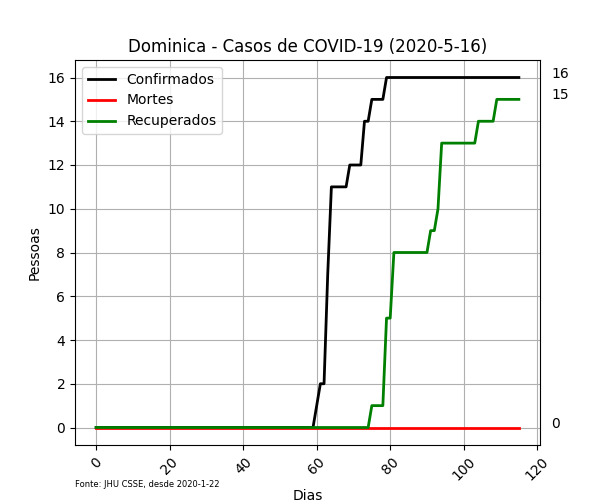 Dominica - Casos de COVID-19 (2020-5-16)
Confirmados
Mortes
Recuperados
16
14
12
10
8
6
4
2
0
Pessoas
16
15
0
0
20
40
60
80
100
120
Fonte: JHU CSSE, desde 2020-1-22
Dias